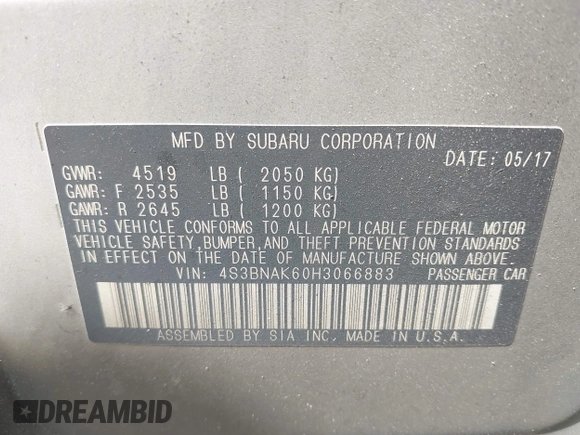 MFD BY SUBARU CORPORATION
DATE: 05/17
GVWR: 4519 LB ( 2050 KG)
GAWR: F 2535 LB ( 1150 KG)
GAWR: R 2645 LB ( 1200 KG)
THIS VEHICLE CONFORMS TO ALL APPLICABLE FEDERAL MOTOR
VEHICLE SAFETY, BUMPER, AND THEFT PREVENTION STANDARDS
IN EFFECT ON THE DATE OF MANUFACTURE SHOWN ABOVE.
VIN: 4S3BNAK60H3066883 PASSENGER CAR
ASSEMBLED BY SIA INC. MADE IN U.S.A.
DREAMBID